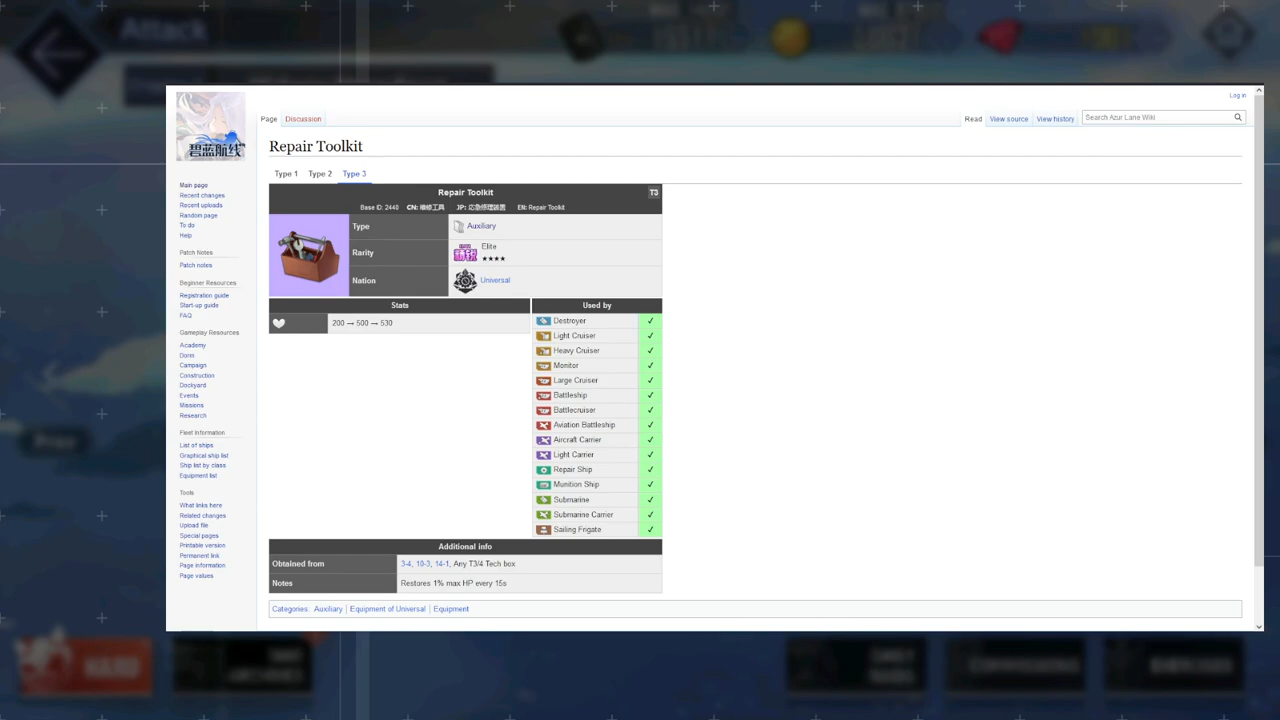 Attack
Log in
Page
Discussion
Read
View source
View history
Search Azur Lane Wiki
碧蓝航线
Repair Toolkit
Type 1
Type 2
Type 3
Main page
Recent changes
Recent uploads
Random page
To do
Help
Patch Notes
Patch notes
Beginner Resources
Registration guide
Start-up guide
FAQ
Gameplay Resources
Academy
Dorm
Campaign
Construction
Dockyard
Events
Missions
Research
Fleet Information
List of ships
Graphical ship list
Ship list by class
Equipment list
Tools
What links here
Related changes
Upload file
Special pages
Printable version
Permanent link
Page information
Page values
Repair Toolkit
T3
Base ID: 2440 CN: 维修工具 JP: 応急修理装置 EN: Repair Toolkit
Type
Auxiliary
Rarity
Elite
★★★★
Nation
Universal
Stats
200 → 500 → 530
Used by
Destroyer ✓
Light Cruiser ✓
Heavy Cruiser ✓
Monitor ✓
Large Cruiser ✓
Battleship ✓
Battlecruiser ✓
Aviation Battleship ✓
Aircraft Carrier ✓
Light Carrier ✓
Repair Ship ✓
Munition Ship ✓
Submarine ✓
Submarine Carrier ✓
Sailing Frigate ✓
Additional info
Obtained from
3-4, 10-3, 14-1, Any T3/4 Tech box
Notes
Restores 1% max HP every 15s
Categories: Auxiliary | Equipment of Universal | Equipment
HARD